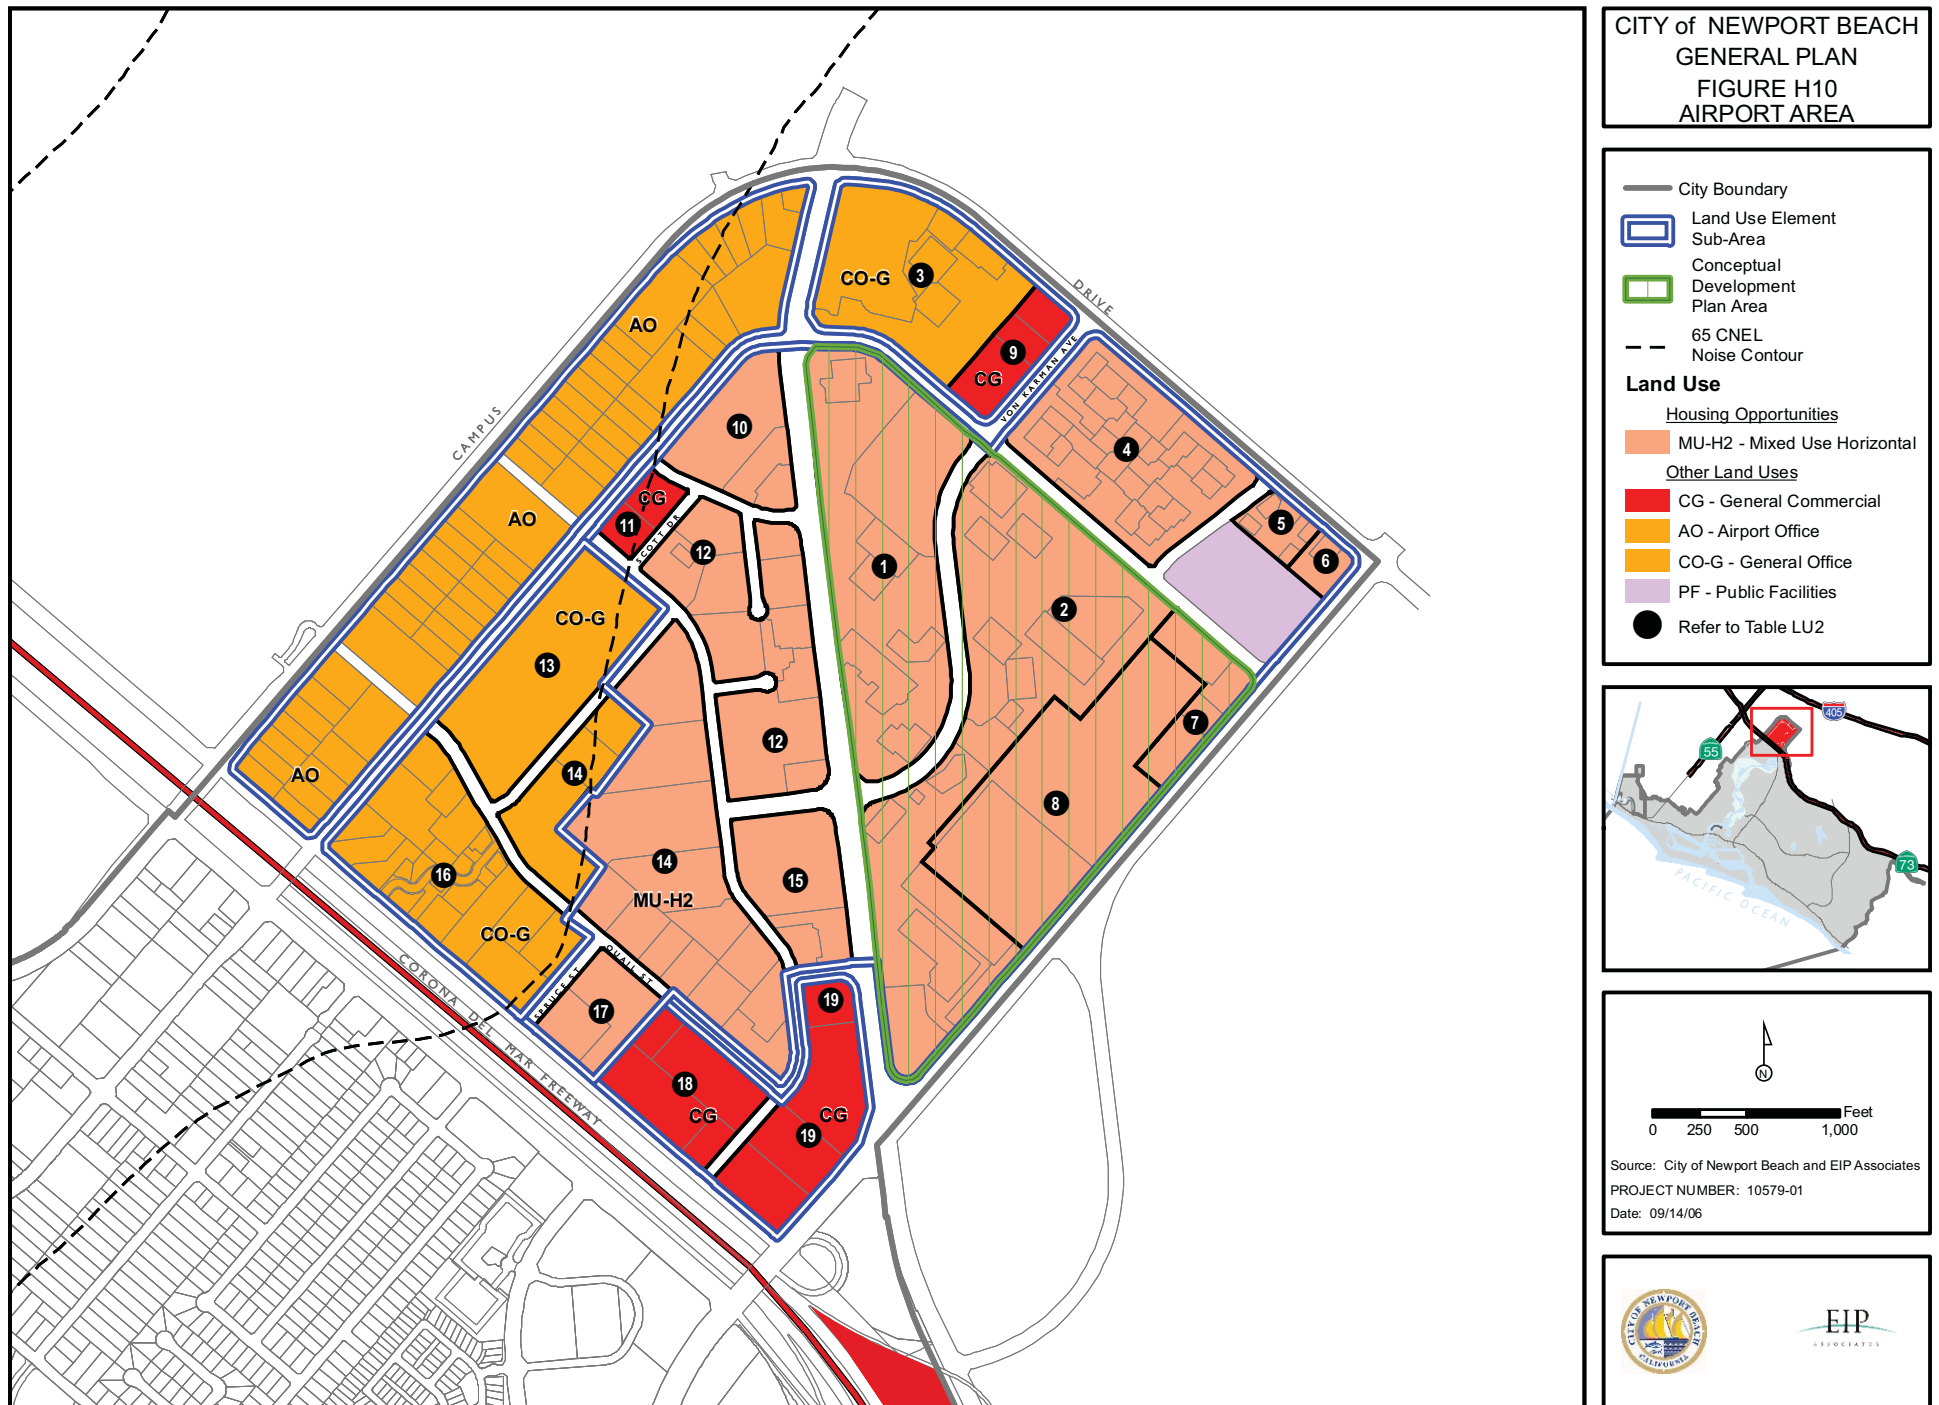 CITY of NEWPORT BEACH
GENERAL PLAN
FIGURE H10
AIRPORT AREA
City Boundary
Land Use Element
Sub-Area
Conceptual
Development
Plan Area
65 CNEL
Noise Contour
Land Use
Housing Opportunities
MU-H2 - Mixed Use Horizontal
Other Land Uses
CG - General Commercial
AO - Airport Office
CO-G - General Office
PF - Public Facilities
Refer to Table LU2
405
55
73
PACIFIC OCEAN
N
Feet
0 250 500 1,000
Source: City of Newport Beach and EIP Associates
PROJECT NUMBER: 10579-01
Date: 09/14/06
CITY OF NEWPORT BEACH
CALIFORNIA
EIP
ASSOCIATES
CAMPUS
DRIVE
VON KARMAN AVE
SCOTT DR
QUAIL ST
SPRUCE ST
CORONA DEL MAR FREEWAY
AO
AO
AO
CO-G
3
9
CG
4
5
6
10
CG
11
12
1
2
CO-G
13
7
12
14
8
14
MU-H2
15
16
CO-G
17
19
18
CG
CG
19